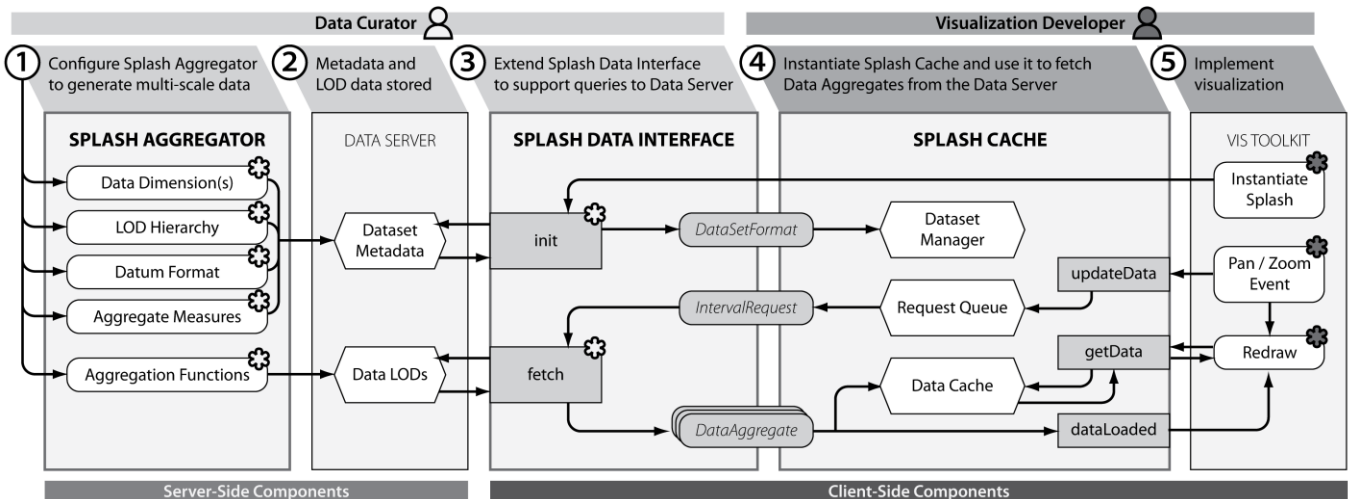 Data Curator
Visualization Developer
1
Configure Splash Aggregator
to generate multi-scale data
2
Metadata and
LOD data stored
3
Extend Splash Data Interface
to support queries to Data Server
4
Instantiate Splash Cache and use it to fetch
Data Aggregates from the Data Server
5
Implement
visualization
SPLASH AGGREGATOR
Data Dimension(s)
LOD Hierarchy
Datum Format
Aggregate Measures
Aggregation Functions
DATA SERVER
Dataset
Metadata
Data LODs
SPLASH DATA INTERFACE
init
DataSetFormat
IntervalRequest
fetch
DataAggregate
SPLASH CACHE
Dataset
Manager
updateData
Request Queue
getData
Data Cache
dataLoaded
VIS TOOLKIT
Instantiate
Splash
Pan / Zoom
Event
Redraw
Server-Side Components
Client-Side Components